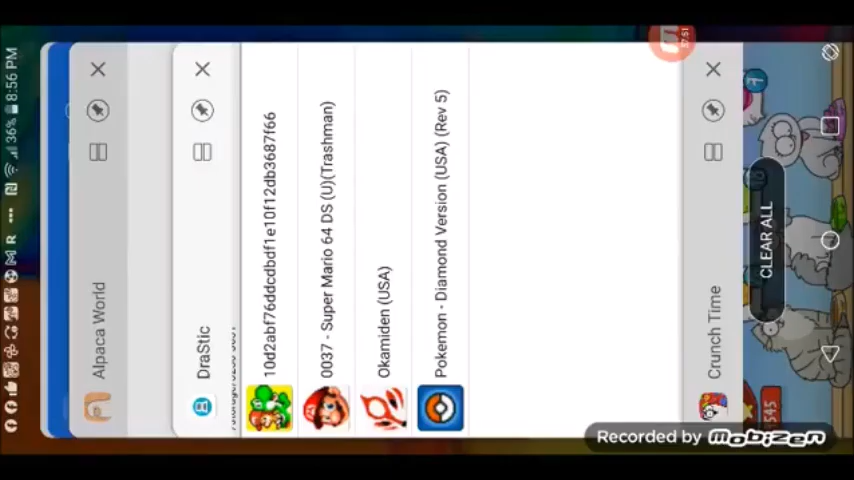 8:56 PM
36%
R
Alpaca World
DraStic
10d2abf76ddcdbdf1e10f12db3687f66
0037 - Super Mario 64 DS (U)(Trashman)
Okamiden (USA)
Pokemon - Diamond Version (USA) (Rev 5)
Crunch Time
CLEAR ALL
545
Recorded by mobizen